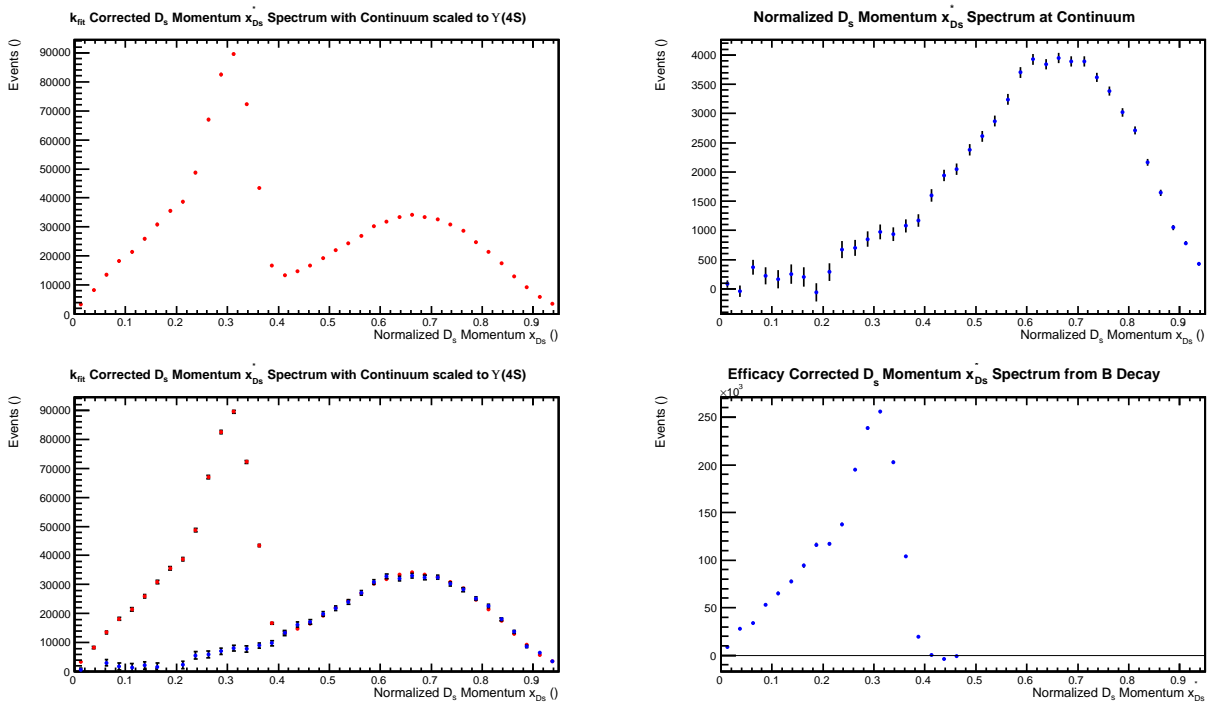 k_fit Corrected D_s Momentum x*_Ds Spectrum with Continuum scaled to ϒ(4S)
Events ()
90000
80000
70000
60000
50000
40000
30000
20000
10000
0
0 0.1 0.2 0.3 0.4 0.5 0.6 0.7 0.8 0.9
Normalized D_s Momentum x_Ds ()
Normalized D_s Momentum x*_Ds Spectrum at Continuum
Events ()
4000
3500
3000
2500
2000
1500
1000
500
0
0 0.1 0.2 0.3 0.4 0.5 0.6 0.7 0.8 0.9
Normalized D_s Momentum x_Ds ()
k_fit Corrected D_s Momentum x*_Ds Spectrum with Continuum scaled to ϒ(4S)
Events ()
90000
80000
70000
60000
50000
40000
30000
20000
10000
0
0 0.1 0.2 0.3 0.4 0.5 0.6 0.7 0.8 0.9
Normalized D_s Momentum x_Ds ()
Efficacy Corrected D_s Momentum x*_Ds Spectrum from B Decay
×10³
Events ()
250
200
150
100
50
0
0 0.1 0.2 0.3 0.4 0.5 0.6 0.7 0.8 0.9
Normalized D_s Momentum x*_Ds